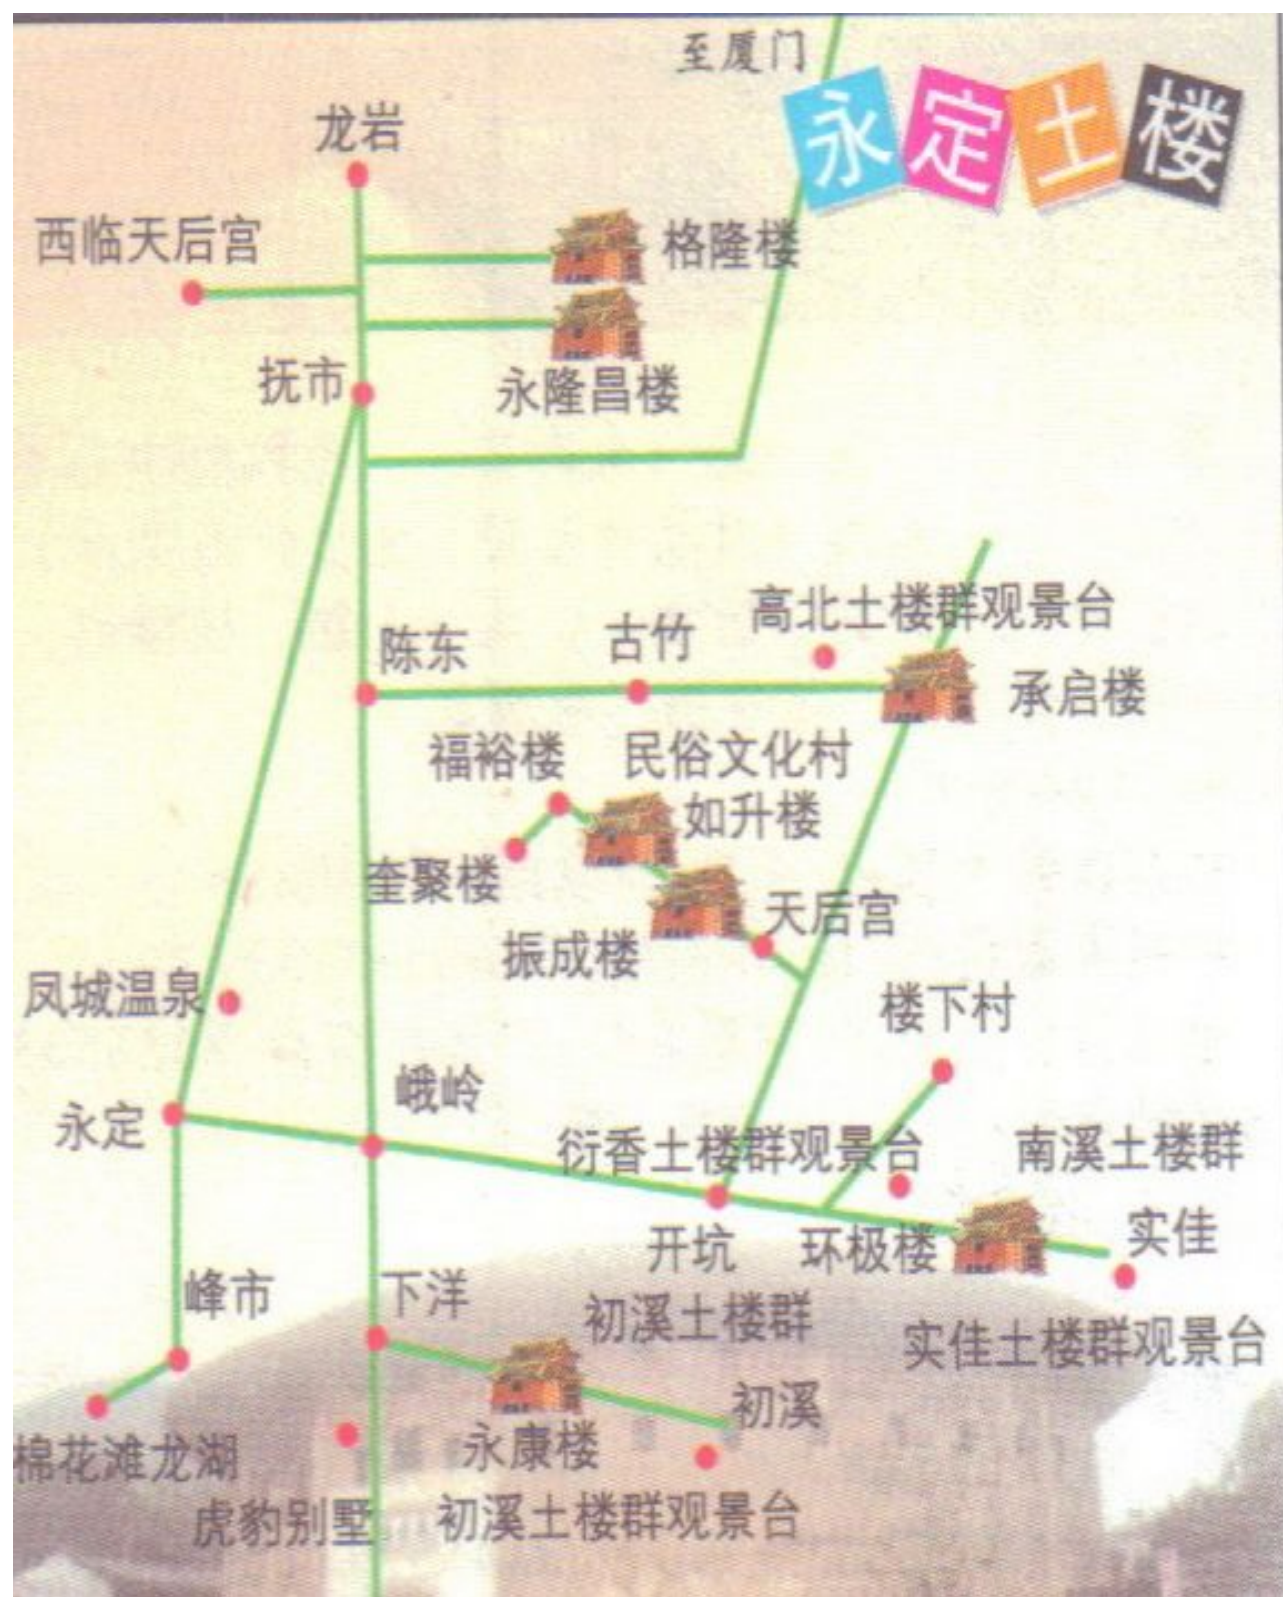 至厦门
永定土楼
龙岩
西临天后宫
格隆楼
抚市
永隆昌楼
高北土楼群观景台
陈东
古竹
承启楼
福裕楼
民俗文化村
如升楼
奎聚楼
天后宫
振成楼
凤城温泉
楼下村
峨岭
永定
衍香土楼群观景台
南溪土楼群
实佳
开坑
环极楼
峰市
下洋
初溪土楼群
实佳土楼群观景台
初溪
永康楼
棉花滩龙湖
虎豹别墅
初溪土楼群观景台